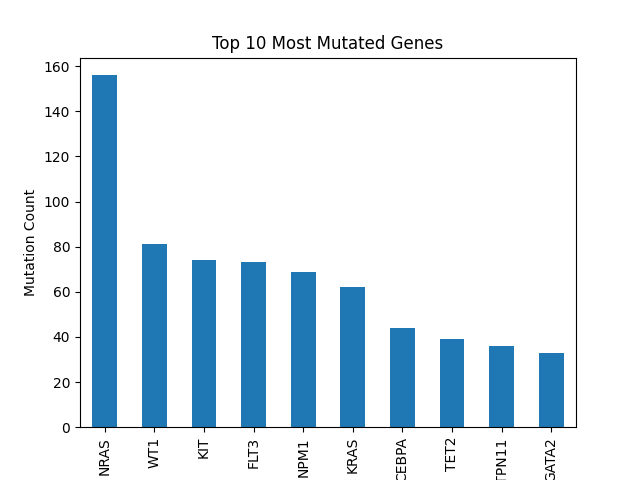 Top 10 Most Mutated Genes
Mutation Count
160
140
120
100
80
60
40
20
0
NRAS
WT1
KIT
FLT3
NPM1
KRAS
CEBPA
TET2
TPN11
GATA2